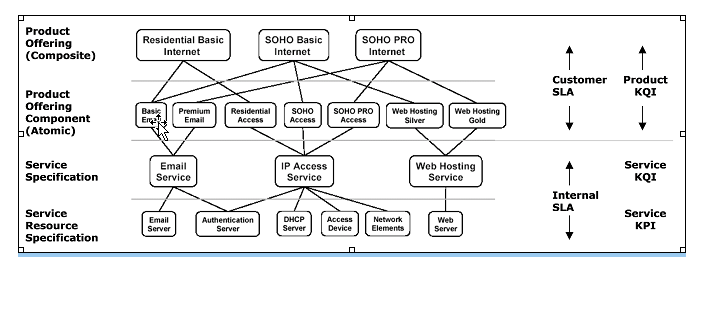 Product
Offering
(Composite)
Residential Basic
Internet
SOHO Basic
Internet
SOHO PRO
Internet
Customer
SLA
Product
KQI
Product
Offering
Component
(Atomic)
Basic
Email
Premium
Email
Residential
Access
SOHO
Access
SOHO PRO
Access
Web Hosting
Silver
Web Hosting
Gold
Service
Specification
Email
Service
IP Access
Service
Web Hosting
Service
Service
KQI
Internal
SLA
Service
Resource
Specification
Email
Server
Authentication
Server
DHCP
Server
Access
Device
Network
Elements
Web
Server
Service
KPI